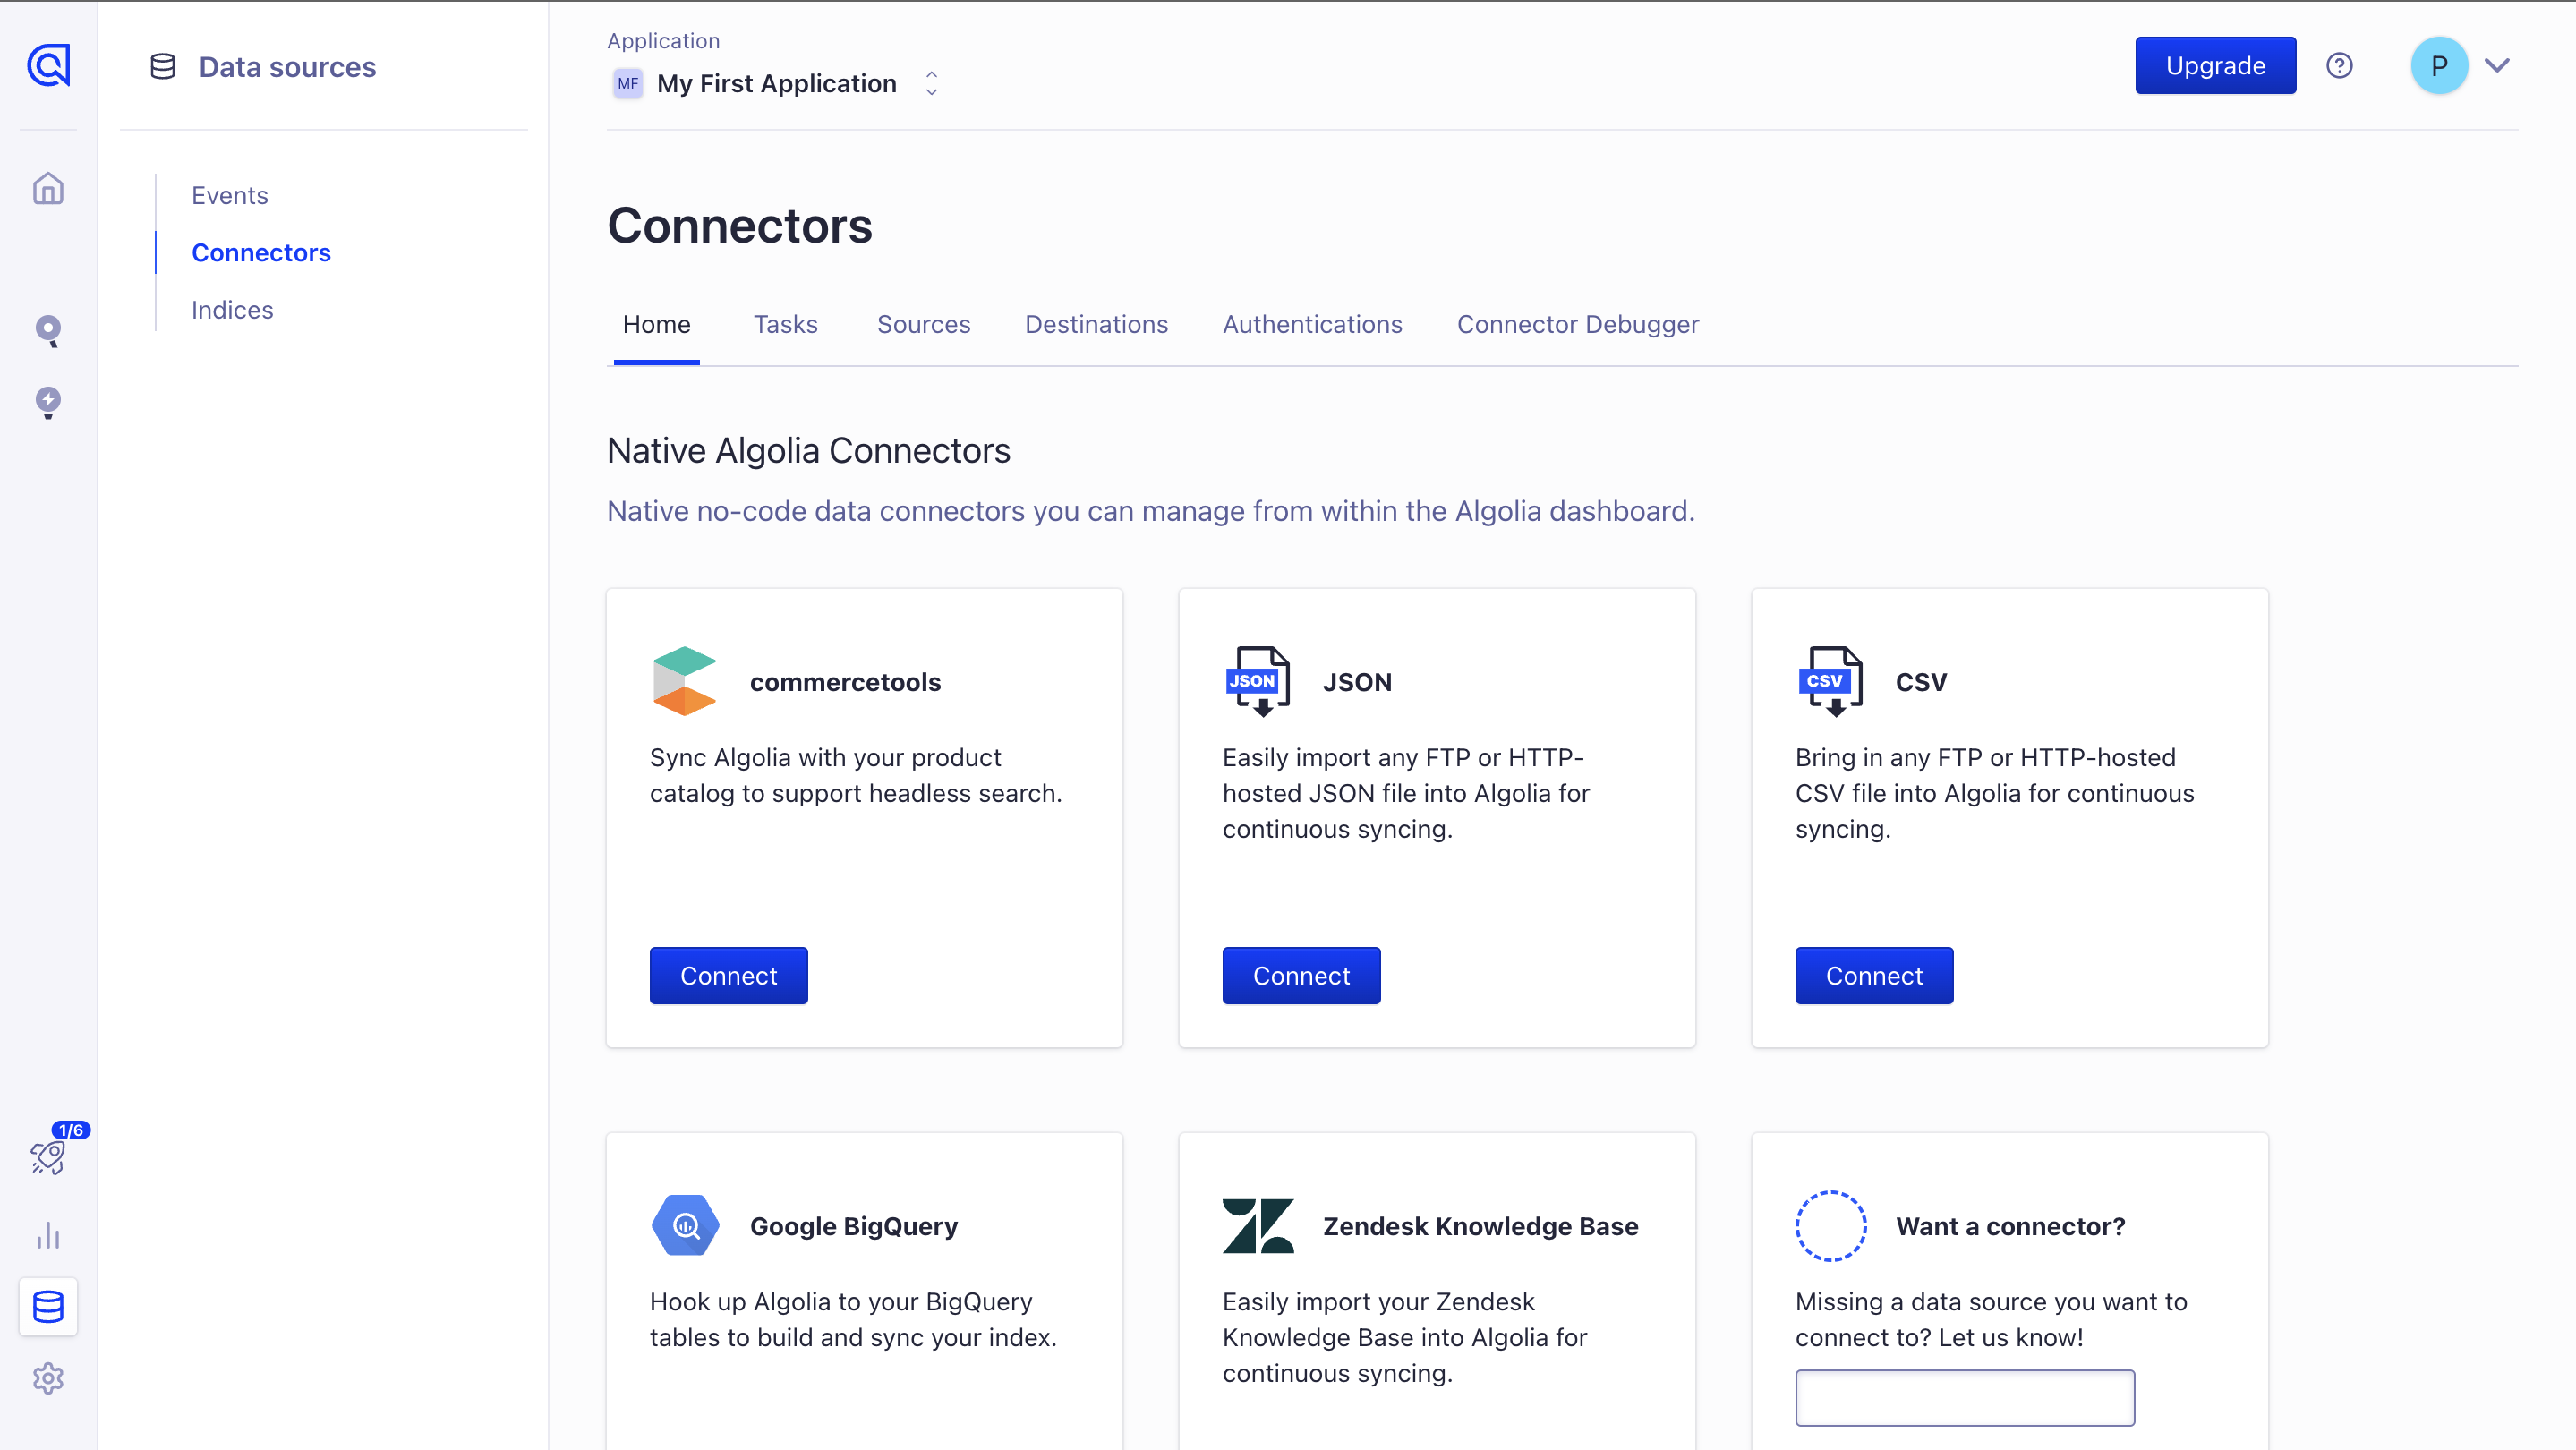 Data sources
Events
Connectors
Indices
1/6
Application
MF My First Application
Upgrade
P
Connectors
Home Tasks Sources Destinations Authentications Connector Debugger
Native Algolia Connectors
Native no-code data connectors you can manage from within the Algolia dashboard.
commercetools
Sync Algolia with your product
catalog to support headless search.
Connect
JSON
JSON
Easily import any FTP or HTTP-
hosted JSON file into Algolia for
continuous syncing.
Connect
CSV
CSV
Bring in any FTP or HTTP-hosted
CSV file into Algolia for continuous
syncing.
Connect
Google BigQuery
Hook up Algolia to your BigQuery
tables to build and sync your index.
Zendesk Knowledge Base
Easily import your Zendesk
Knowledge Base into Algolia for
continuous syncing.
Want a connector?
Missing a data source you want to
connect to? Let us know!